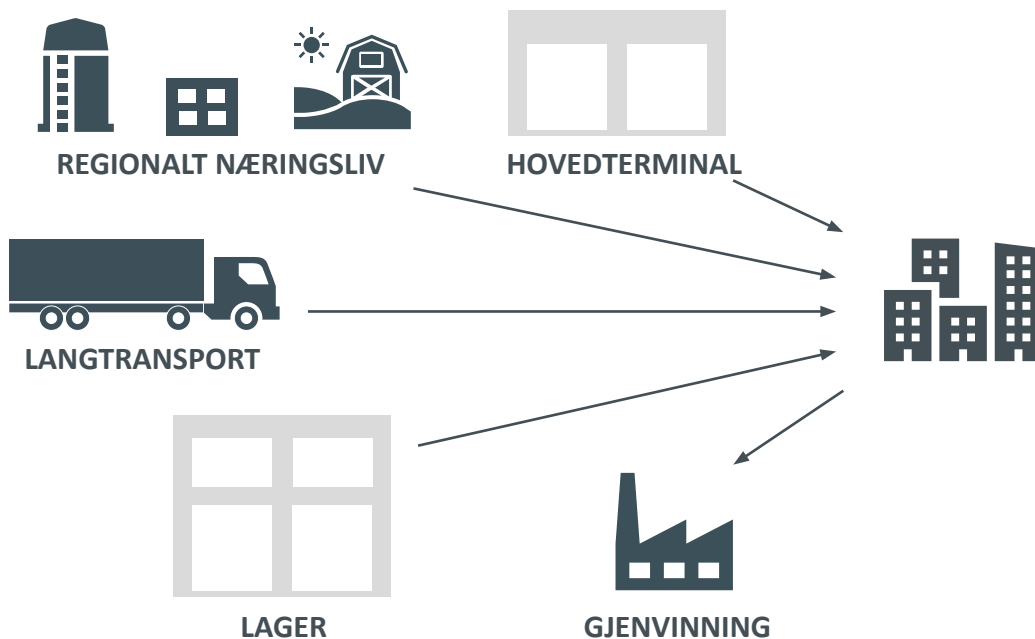 REGIONALT NÆRINGSLIV
HOVEDTERMINAL
LANGTRANSPORT
LAGER
GJENVINNING